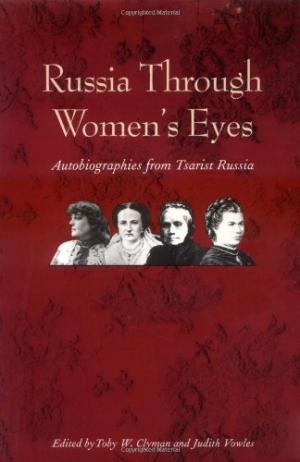 Russia Through
Women's Eyes
Autobiographies from Tsarist Russia
Edited by Toby W. Clyman and Judith Vowles